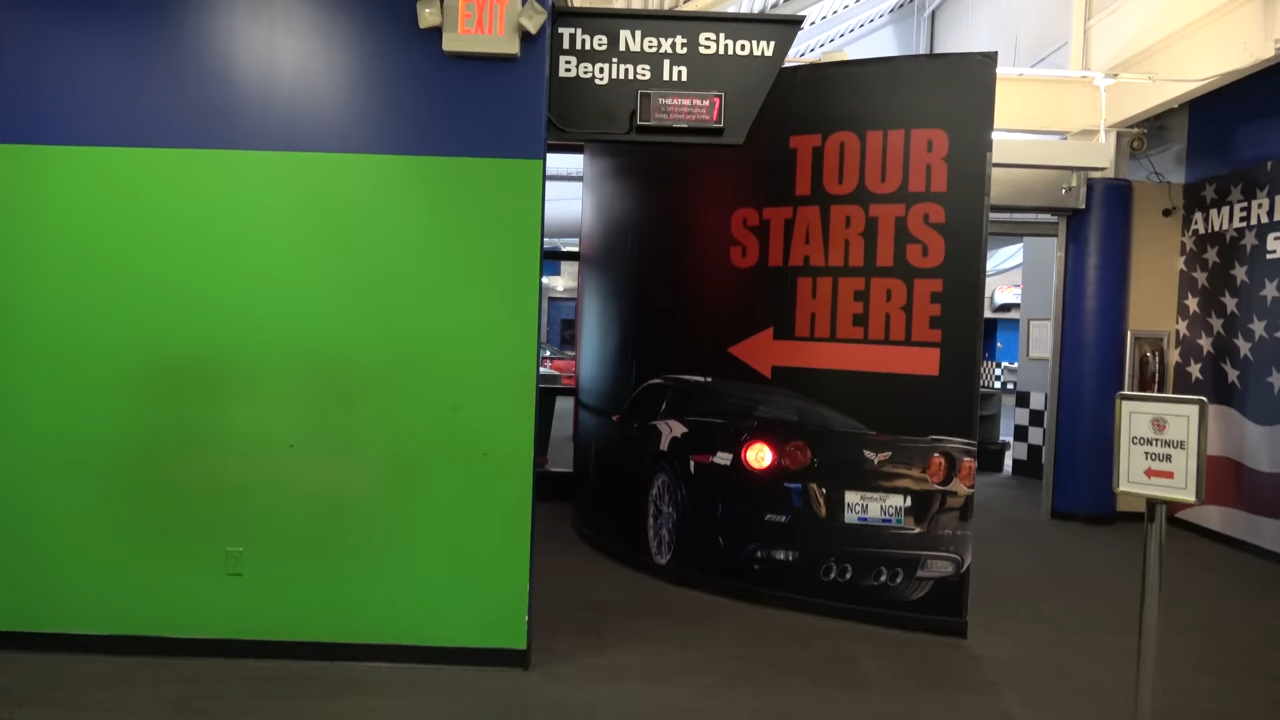 EXIT
The Next Show
Begins In
THEATRE FILM
is on continuous
loop. Enter any time
TOUR
STARTS
HERE
Kentucky
NCM NCM
CONTINUE
TOUR